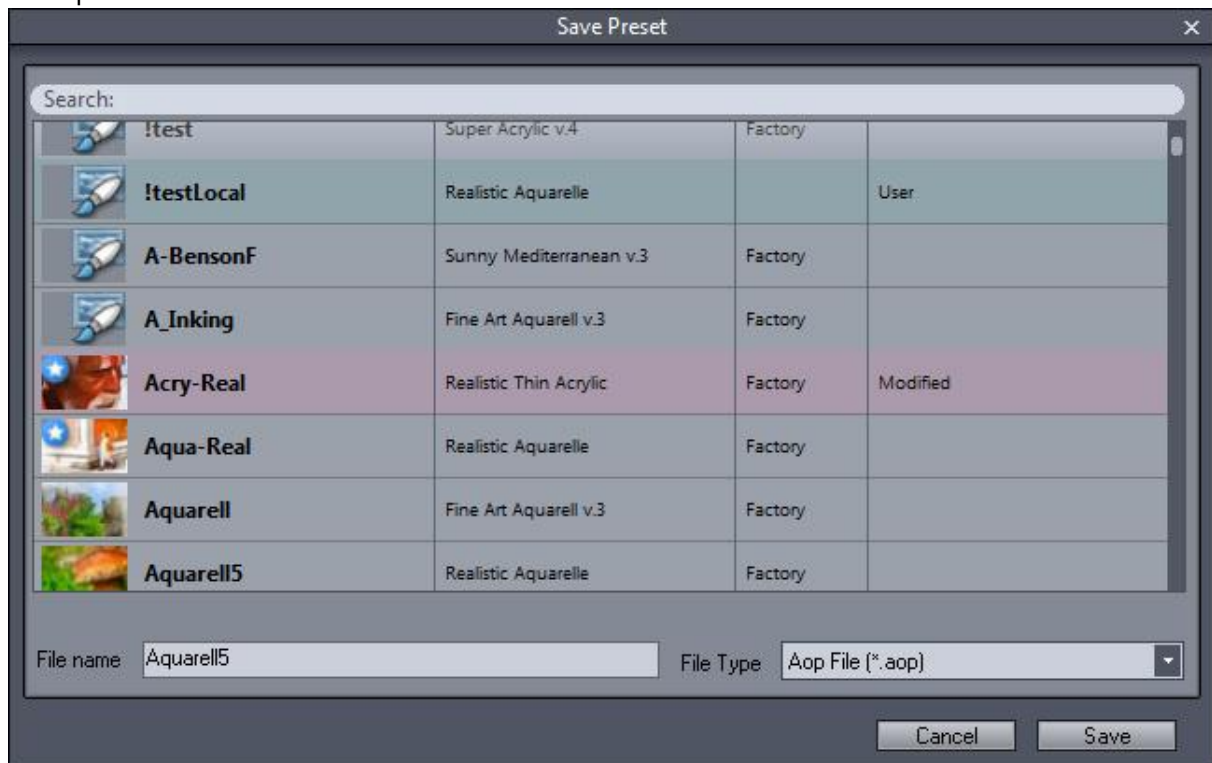 Save Preset
Search:
!test Super Acrylic v.4 Factory
!testLocal Realistic Aquarelle User
A-BensonF Sunny Mediterranean v.3 Factory
A_Inking Fine Art Aquarell v.3 Factory
Acry-Real Realistic Thin Acrylic Factory Modified
Aqua-Real Realistic Aquarelle Factory
Aquarell Fine Art Aquarell v.3 Factory
Aquarell5 Realistic Aquarelle Factory
File name Aquarell5 File Type Aop File (*.aop)
Cancel Save